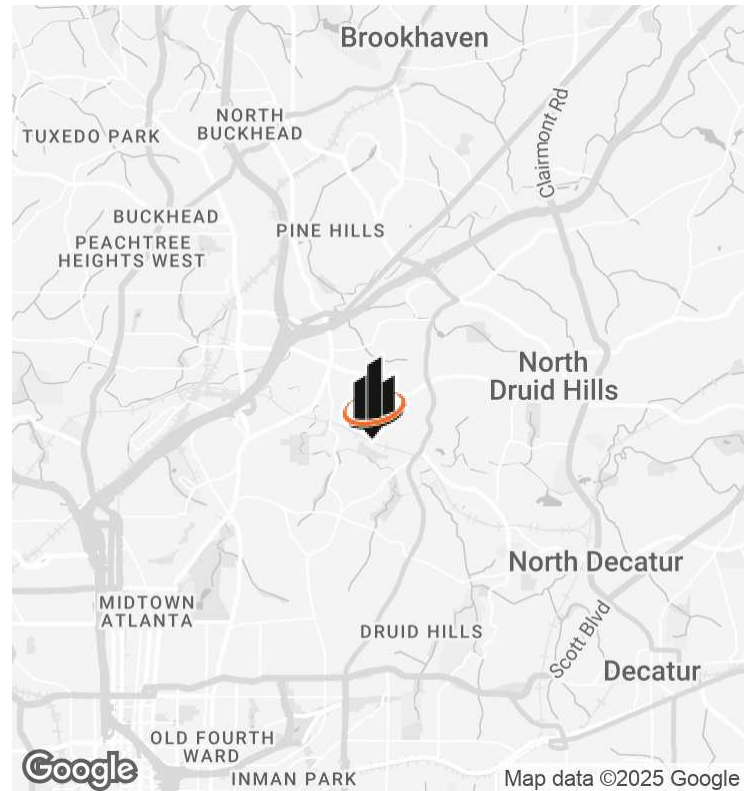 Brookhaven
Clairmont Rd
NORTH
BUCKHEAD
TUXEDO PARK
BUCKHEAD
PINE HILLS
PEACHTREE
HEIGHTS WEST
North
Druid Hills
North Decatur
MIDTOWN
ATLANTA
DRUID HILLS
Scott Blvd
Decatur
OLD FOURTH
WARD
INMAN PARK
Google
Map data ©2025 Google